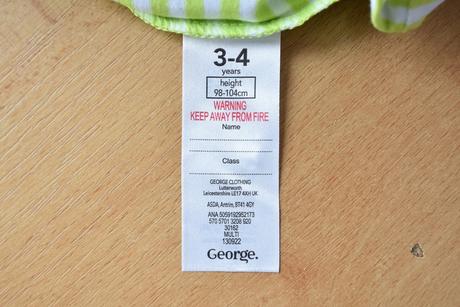 3-4
years
height
98-104cm
WARNING
KEEP AWAY FROM FIRE
Name
Class
GEORGE CLOTHING
Lutterworth
Leicestershire LE17 4XH UK
ASDA, Antrim, BT41 4GY
ANA 5059192952173
570 5701 3208 920
30162
MULTI
130922
George.